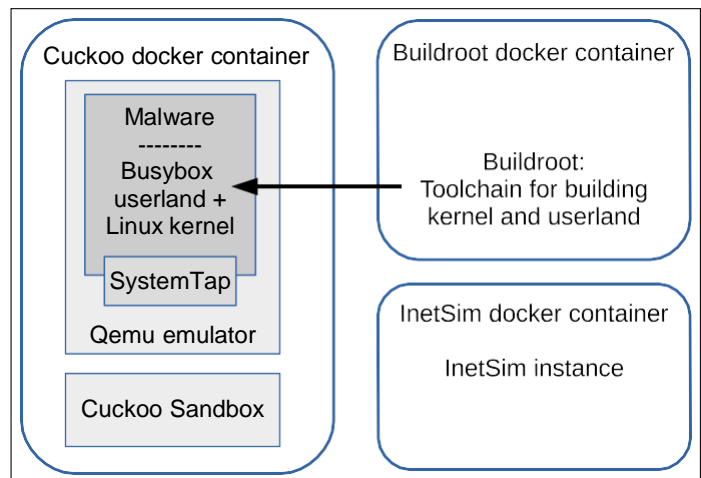 Cuckoo docker container
Malware
--------
Busybox
userland +
Linux kernel
SystemTap
Qemu emulator
Cuckoo Sandbox
Buildroot docker container
Buildroot:
Toolchain for building
kernel and userland
InetSim docker container
InetSim instance